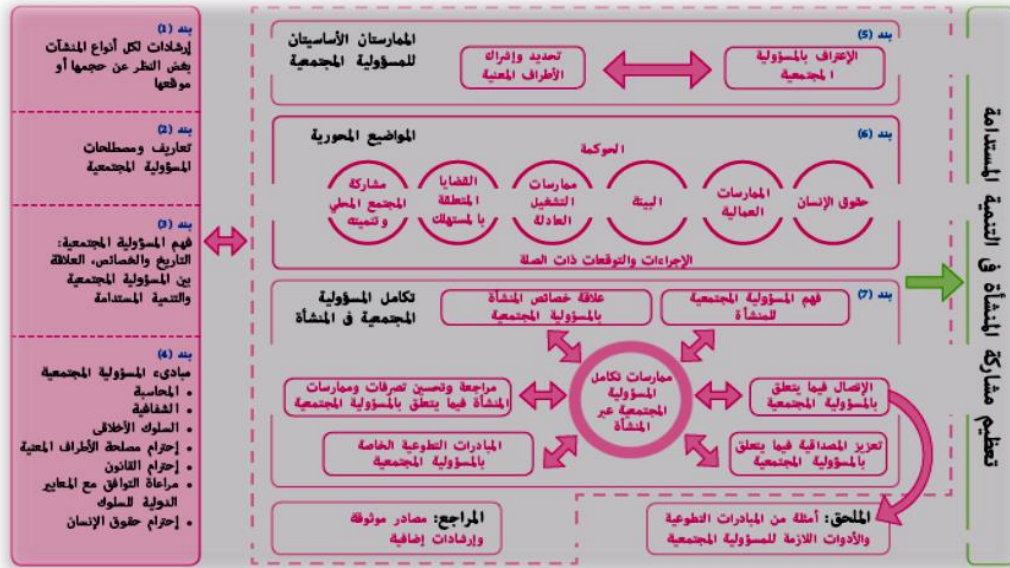 بند (1)
إرشادات لكل أنواع المنشآت
بغض النظر عن حجمها أو
موقعها
بند (2)
تعاريف ومصطلحات
المسؤولية المجتمعية
بند (3)
فهم المسؤولية المجتمعية:
التاريخ والخصائص، العلاقة
بين المسؤولية المجتمعية
والتنمية المستدامة
بند (4)
مبادىء المسؤولية المجتمعية
• المحاسبة
• الشفافية
• السلوك الأخلاقى
• إحترام مصلحة الأطراف المعنية
• إحترام القانون
• مراعاة التوافق مع المعايير
الدولية للسلوك
• إحترام حقوق الإنسان
بند (5)
الممارستان الأساسيتان
للمسؤولية المجتمعية
الإعتراف بالمسؤولية
المجتمعية
تحديد وإشراك
الأطراف المعنية
بند (6)
المواضيع المحورية
الحوكمة
حقوق الإنسان
الممارسات
العمالية
البيئة
ممارسات
التشغيل
العادلة
القضايا
المتعلقة
بالمستهلك
مشاركة
المجتمع المحلي
وتنميته
الإجراءات والتوقعات ذات الصلة
بند (7)
تكامل المسؤولية
المجتمعية فى المنشأة
فهم المسؤولية المجتمعية
للمنشأة
علاقة خصائص المنشأة
بالمسؤولية المجتمعية
ممارسات تكامل
المسؤولية
المجتمعية عبر
المنشأة
الإتصال فيما يتعلق
بالمسؤولية المجتمعية
مراجعة وتحسين تصرفات وممارسات
المنشأة فيما يتعلق بالمسؤولية المجتمعية
تعزيز المصداقية فيما يتعلق
بالمسؤولية المجتمعية
المبادرات التطوعية الخاصة
بالمسؤولية المجتمعية
الملحق: أمثلة من المبادرات التطوعية
والأدوات اللازمة للمسؤولية المجتمعية
المراجع: مصادر موثوقة
وإرشادات إضافية
تعظيم مشاركة المنشأة فى التنمية المستدامة